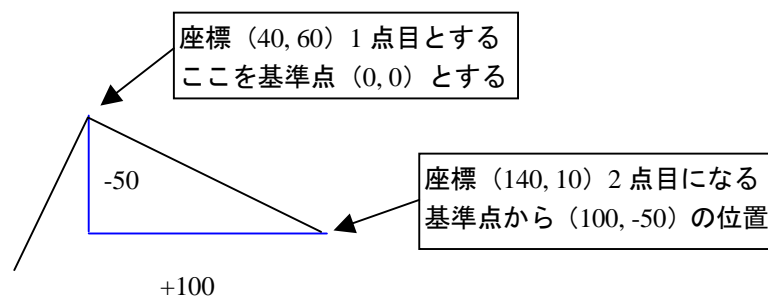 座標（40, 60）1 点目とする
ここを基準点（0, 0）とする
-50
座標（140, 10）2 点目になる
基準点から（100, -50）の位置
+100